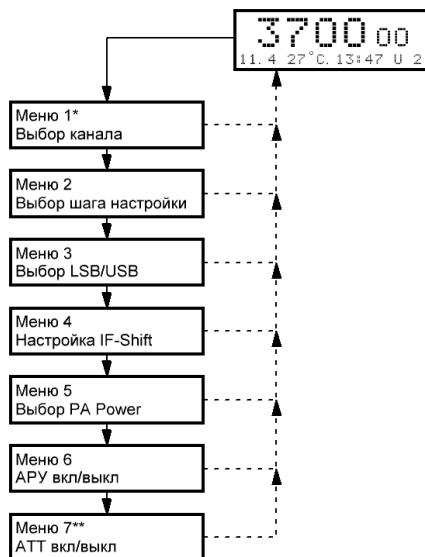 3700 00
11. 4 27°C. 13:47 U 2
Меню 1*
Выбор канала
Меню 2
Выбор шага настройки
Меню 3
Выбор LSB/USB
Меню 4
Настройка IF-Shift
Меню 5
Выбор PA Power
Меню 6
АРУ вкл/выкл
Меню 7**
АТТ вкл/выкл